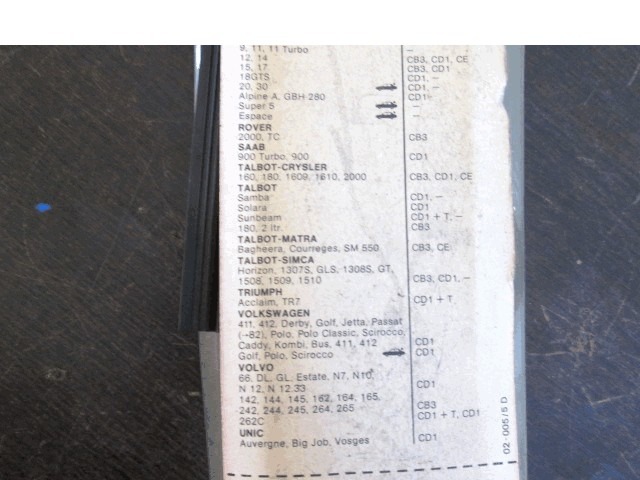 9, 11, 11 Turbo –
12, 14 CB3, CD1, CE
15, 17 CB3, CD1
18GTS CD1, –
20, 30 CD1, –
Alpine A, GBH 280 CD1–
Super 5 –
Espace –
ROVER
2000, TC CB3
SAAB
900 Turbo, 900 CD1
TALBOT-CRYSLER
160, 180, 1609, 1610, 2000 CB3, CD1, CE
TALBOT
Samba CD1, –
Solara CD1
Sunbeam CD1 + T, –
180, 2 ltr. CB3
TALBOT-MATRA
Bagheera, Courreges, SM 550 CB3, CE
TALBOT-SIMCA
Horizon, 1307S, GLS, 1308S, GT,
1508, 1509, 1510 CB3, CD1, –
TRIUMPH
Acclaim, TR7 CD1 + T,
VOLKSWAGEN
411, 412, Derby, Golf, Jetta, Passat
(–82), Polo, Polo Classic, Scirocco,
Caddy, Kombi, Bus, 411, 412 CD1
Golf, Polo, Scirocco CD1
VOLVO
66, DL, GL, Estate, N7, N10,
N 12, N 12.33 CD1
142, 144, 145, 162, 164, 165, CB3
242, 244, 245, 264, 265 CD1 + T, CD1
262C
UNIC
Auvergne, Big Job, Vosges CD1
02-005/5 D